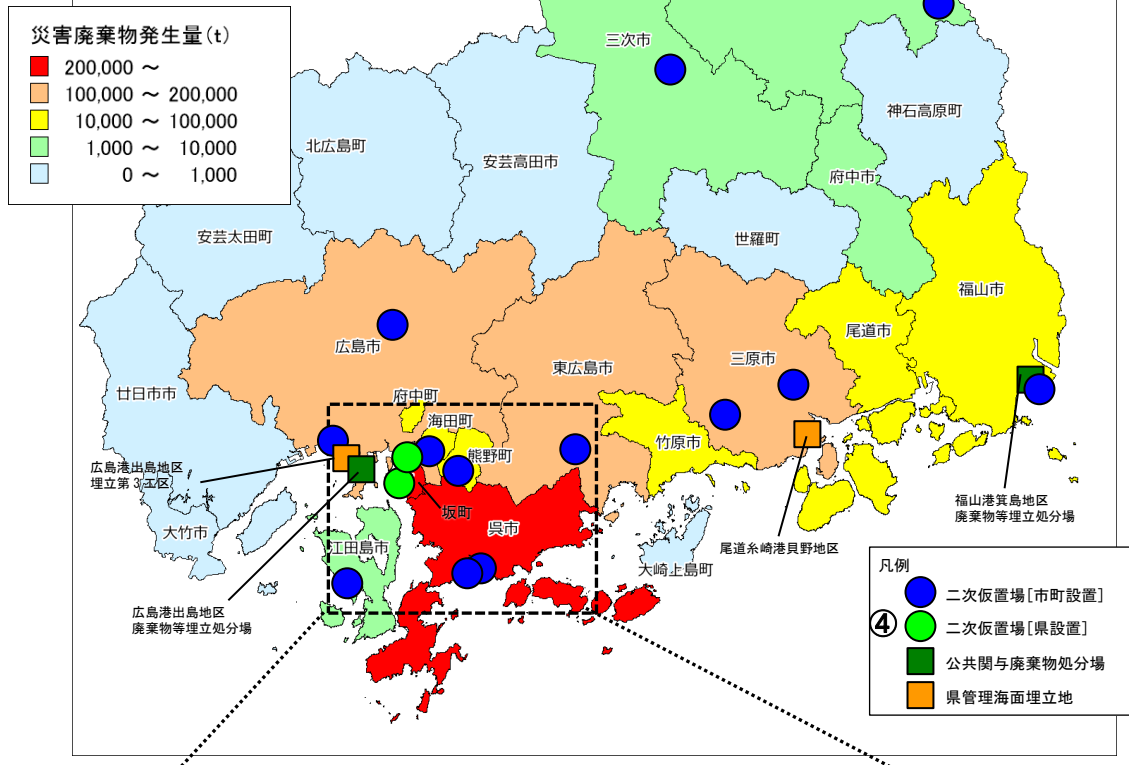 災害廃棄物発生量(t)
200,000 ～
100,000 ～ 200,000
10,000 ～ 100,000
1,000 ～ 10,000
0 ～ 1,000
三次市
神石高原町
北広島町
安芸高田市
府中市
安芸太田町
世羅町
福山市
尾道市
広島市
三原市
東広島市
廿日市市
府中町
海田町
竹原市
熊野町
広島港出島地区
埋立第3工区
坂町
呉市
大竹市
江田島市
尾道糸崎港貝野地区
福山港箕島地区
廃棄物等埋立処分場
大崎上島町
広島港出島地区
廃棄物等埋立処分場
凡例
二次仮置場[市町設置]
④ 二次仮置場[県設置]
公共関与廃棄物処分場
県管理海面埋立地